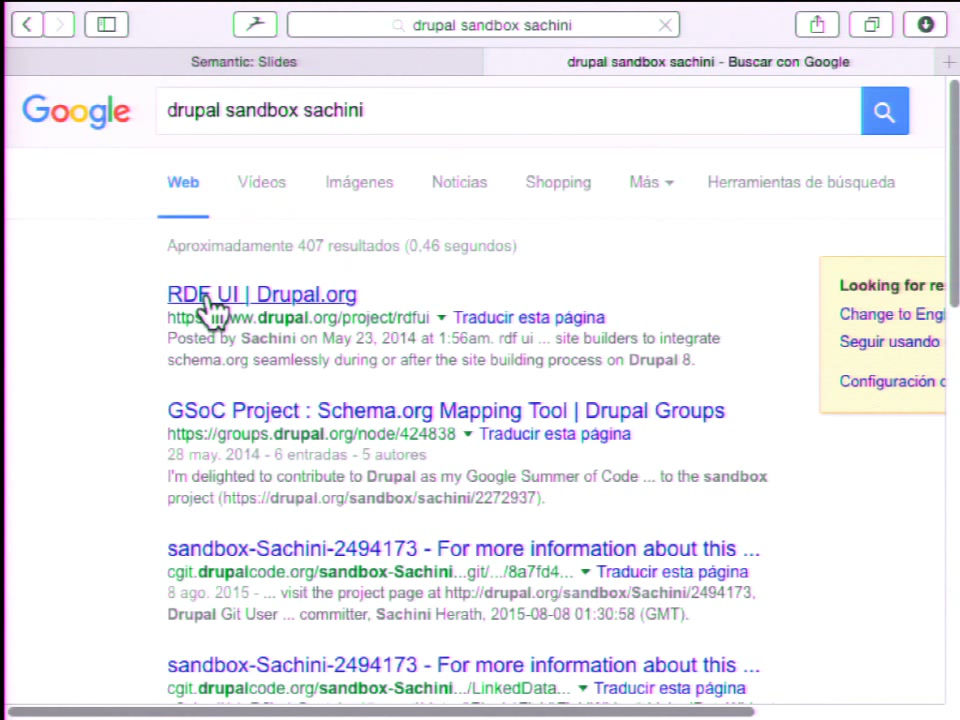 drupal sandbox sachini
Semantic: Slides
drupal sandbox sachini - Buscar con Google
Google
drupal sandbox sachini
Web Vídeos Imágenes Noticias Shopping Más Herramientas de búsqueda
Aproximadamente 407 resultados (0,46 segundos)
RDF UI | Drupal.org
www.drupal.org/project/rdfui Traducir esta página
Posted by Sachini on May 23, 2014 at 1:56am. rdf ui ... site builders to integrate
schema.org seamlessly during or after the site building process on Drupal 8.
Looking for re
Change to Engl
Seguir usando
Configuración
GSoC Project : Schema.org Mapping Tool | Drupal Groups
https://groups.drupal.org/node/424838 Traducir esta página
28 may. 2014 - 6 entradas - 5 autores
I'm delighted to contribute to Drupal as my Google Summer of Code ... to the sandbox
project (https://drupal.org/sandbox/sachini/2272937).
sandbox-Sachini-2494173 - For more information about this ...
cgit.drupalcode.org/sandbox-Sachini...git/.../8a7fd4... Traducir esta página
8 ago. 2015 - ... visit the project page at http://drupal.org/sandbox/Sachini/2494173,
Drupal Git User ... committer, Sachini Herath, 2015-08-08 01:30:58 (GMT).
sandbox-Sachini-2494173 - For more information about this ...
cgit.drupalcode.org/sandbox-Sachini.../LinkedData... Traducir esta página